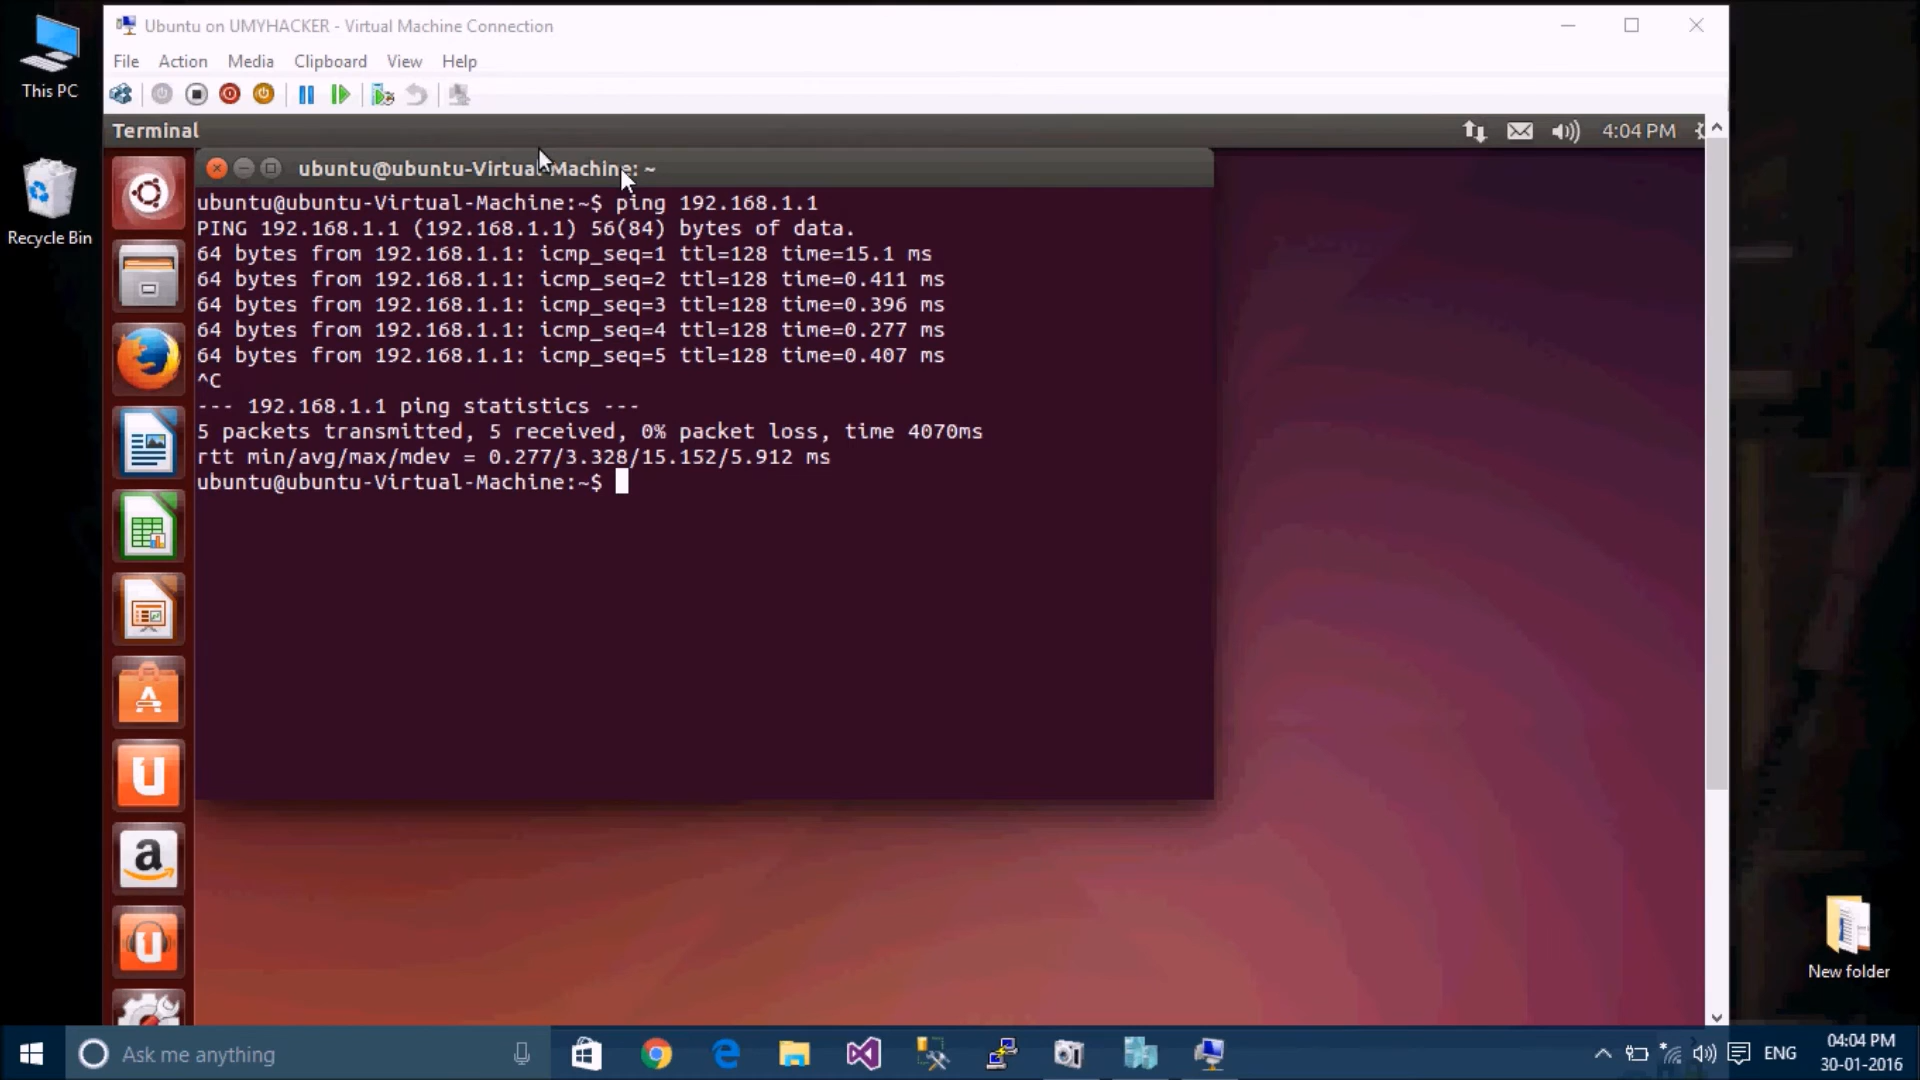 This PC
Recycle Bin
Ubuntu on UMYHACKER - Virtual Machine Connection
File Action Media Clipboard View Help
Terminal
4:04 PM
ubuntu@ubuntu-Virtual-Machine: ~
ubuntu@ubuntu-Virtual-Machine:~$ ping 192.168.1.1
PING 192.168.1.1 (192.168.1.1) 56(84) bytes of data.
64 bytes from 192.168.1.1: icmp_seq=1 ttl=128 time=15.1 ms
64 bytes from 192.168.1.1: icmp_seq=2 ttl=128 time=0.411 ms
64 bytes from 192.168.1.1: icmp_seq=3 ttl=128 time=0.396 ms
64 bytes from 192.168.1.1: icmp_seq=4 ttl=128 time=0.277 ms
64 bytes from 192.168.1.1: icmp_seq=5 ttl=128 time=0.407 ms
^C
--- 192.168.1.1 ping statistics ---
5 packets transmitted, 5 received, 0% packet loss, time 4070ms
rtt min/avg/max/mdev = 0.277/3.328/15.152/5.912 ms
ubuntu@ubuntu-Virtual-Machine:~$
New folder
Ask me anything
ENG
04:04 PM
30-01-2016